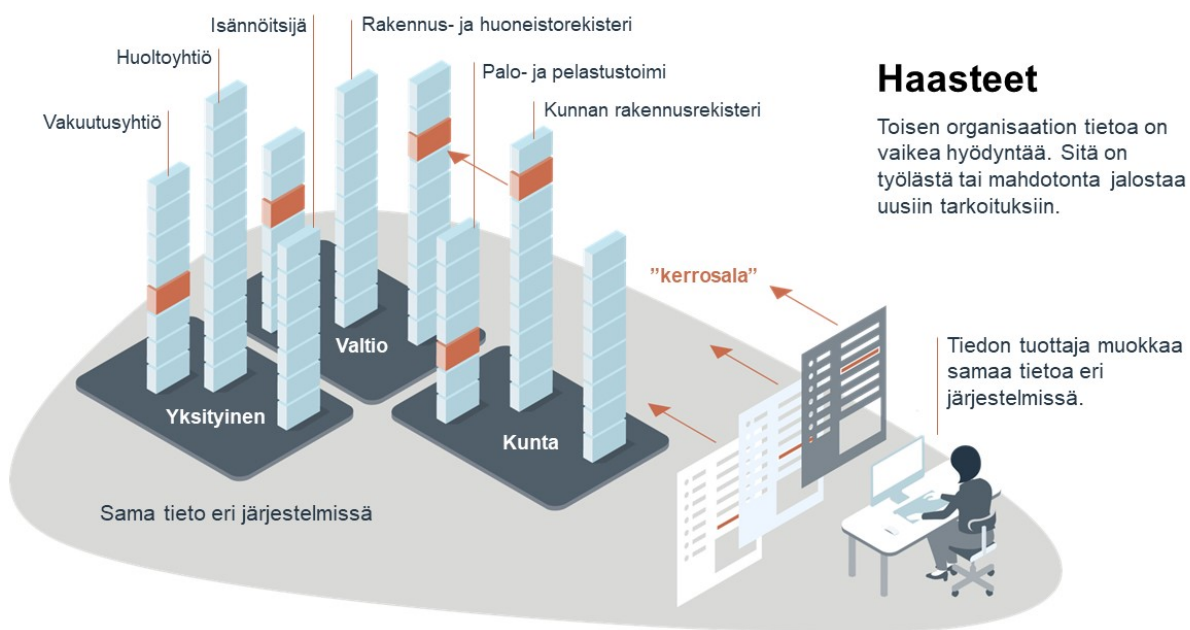 Isännöitsijä
Rakennus- ja huoneistorekisteri
Huoltoyhtiö
Palo- ja pelastustoimi
Vakuutusyhtiö
Kunnan rakennusrekisteri
Haasteet
Toisen organisaation tietoa on
vaikea hyödyntää. Sitä on
työlästä tai mahdotonta jalostaa
uusiin tarkoituksiin.
”kerrosala”
Valtio
Yksityinen
Kunta
Tiedon tuottaja muokkaa
samaa tietoa eri
järjestelmissä.
Sama tieto eri järjestelmissä